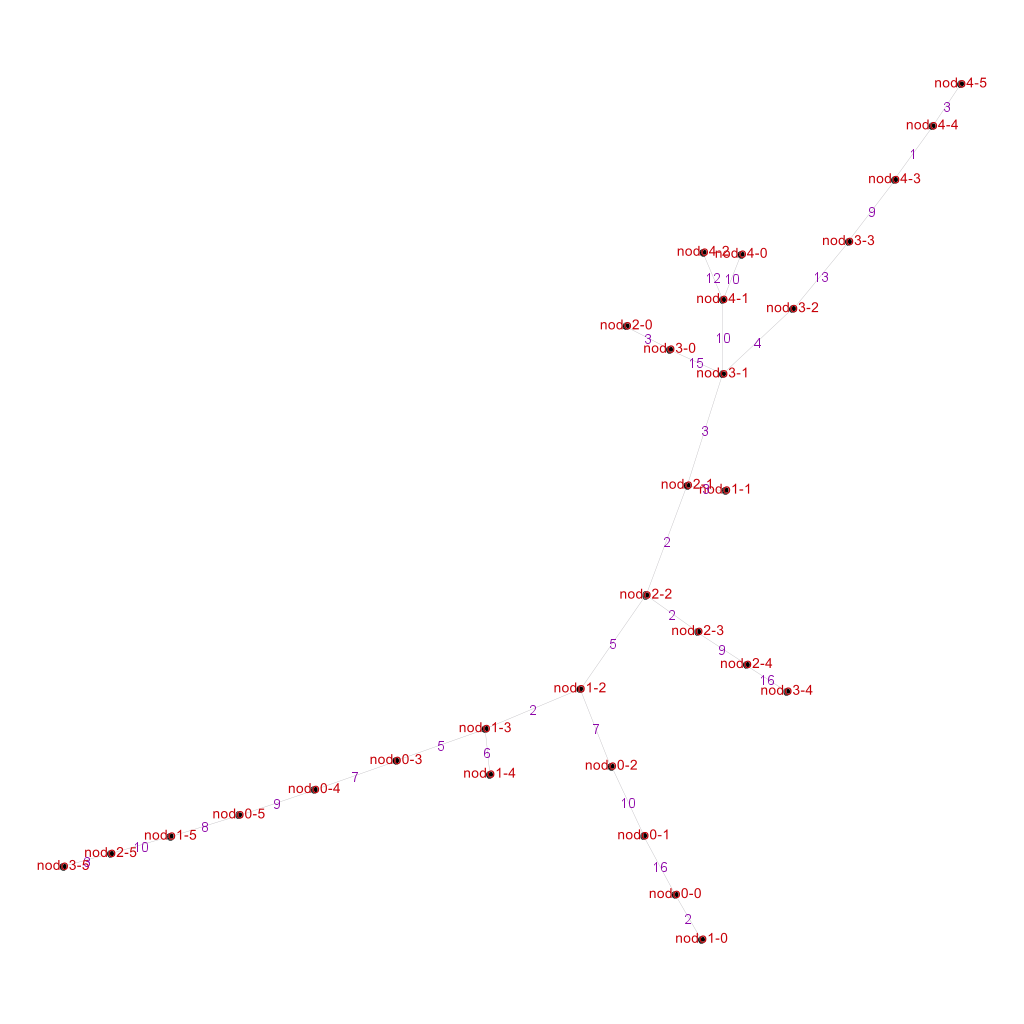 node4-5
3
node4-4
1
node4-3
9
node3-3
node4-2
node4-0
13
12
10
node4-1
node3-2
node2-0
3
10
4
node3-0
15
node3-1
3
node2-1
node1-1
2
node2-2
2
node2-3
5
9
node2-4
16
node3-4
node1-2
2
7
node1-3
5
6
node0-3
node0-2
node1-4
7
node0-4
9
10
node0-5
8
node1-5
node0-1
10
node2-5
node3-5
16
node0-0
2
node1-0